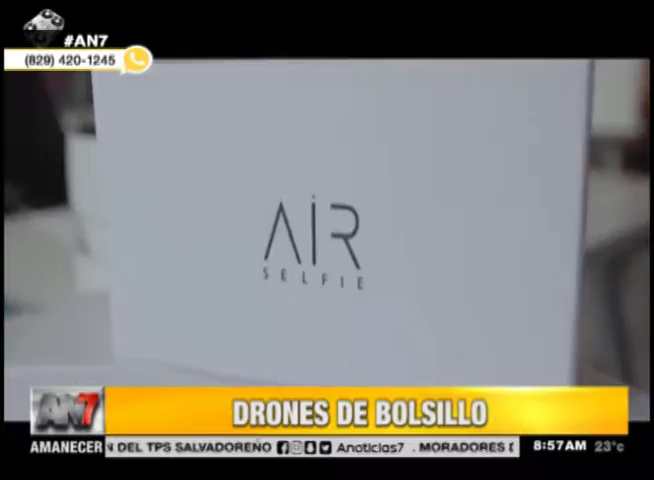 #AN7
(829) 420-1245
AIR
SELFIE
AN7
DRONES DE BOLSILLO
AMANECER
N DEL TPS SALVADOREÑO Anoticias7 . MORADORES D
8:57AM 23°c